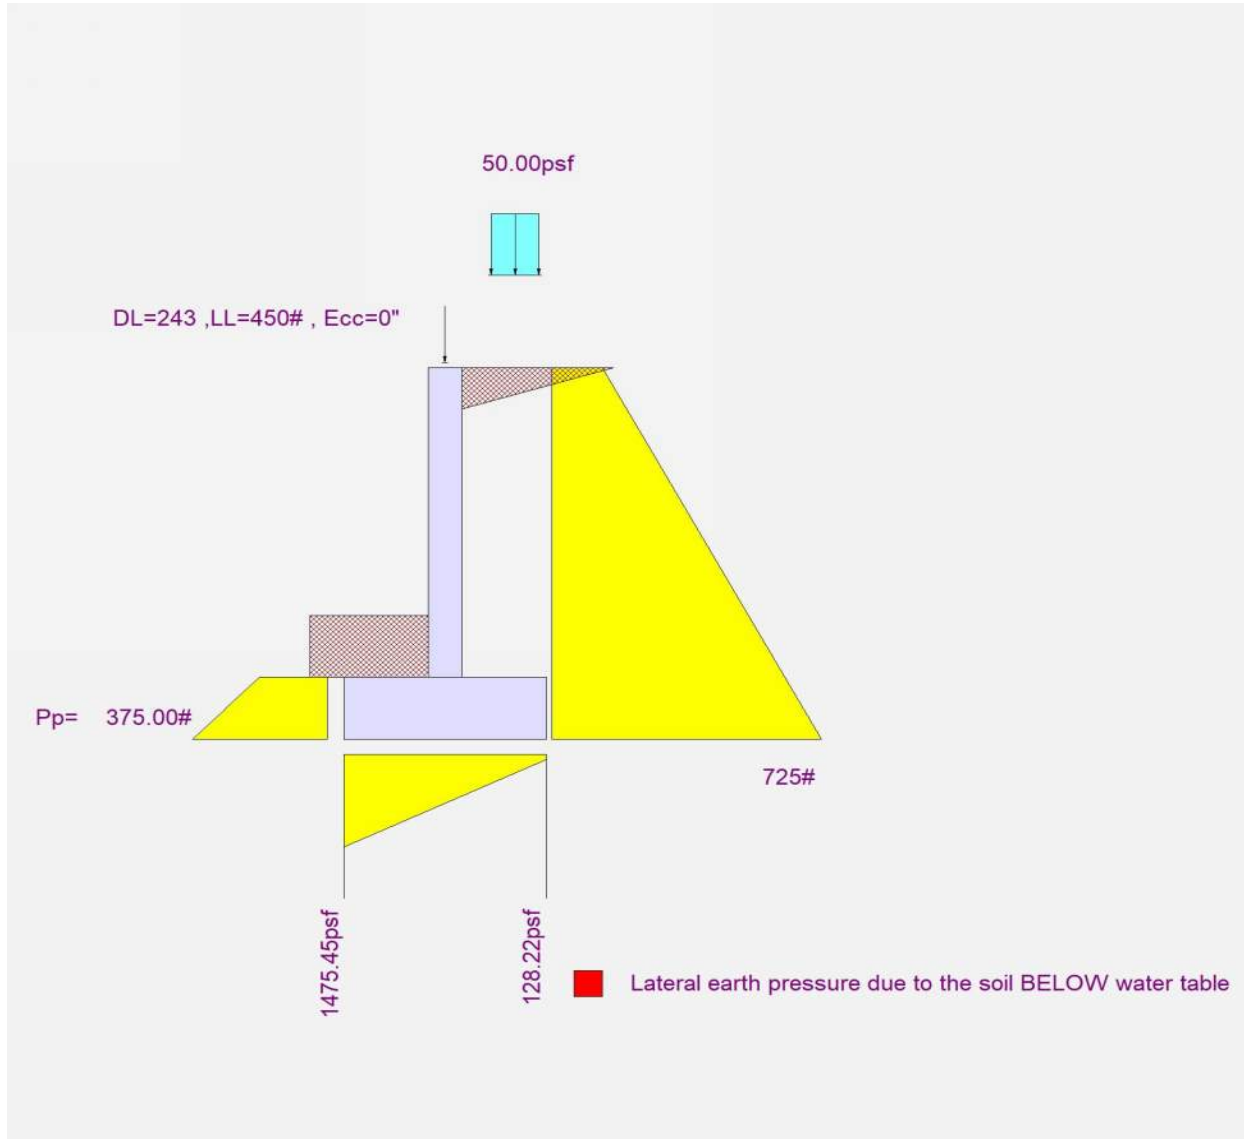 50.00psf
DL=243 ,LL=450# , Ecc=0"
Pp= 375.00#
725#
1475.45psf
128.22psf
Lateral earth pressure due to the soil BELOW water table